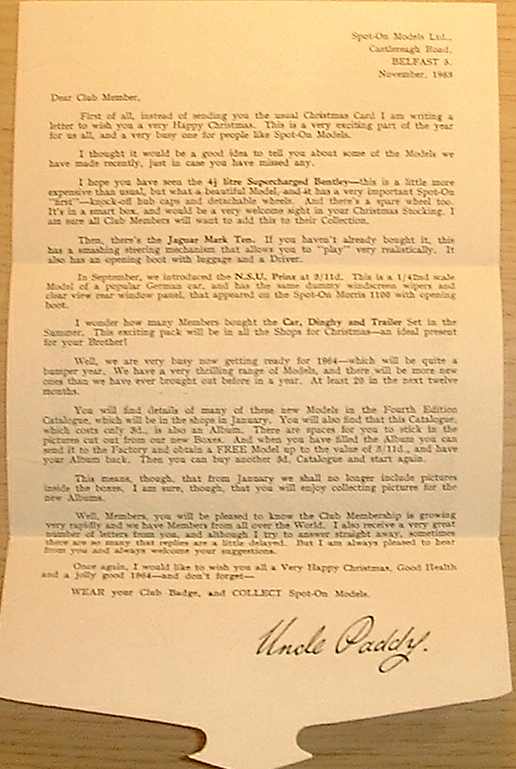 Spot-On Models Ltd.,
Castlereagh Road,
BELFAST 5.
November, 1963
Dear Club Member,
First of all, instead of sending you the usual Christmas Card I am writing a
letter to wish you a very Happy Christmas. This is a very exciting part of the year
for us all, and a very busy one for people like Spot-On Models.
I thought it would be a good idea to tell you about some of the Models we
have made recently, just in case you have missed any.
I hope you have seen the 4½ litre Supercharged Bentley—this is a little more
expensive than usual, but what a beautiful Model, and it has a very important Spot-On
"first"—knock-off hub caps and detachable wheels. And there's a spare wheel too.
It's in a smart box, and would be a very welcome sight in your Christmas Stocking. I
am sure all Club Members will want to add this to their Collection.
Then, there's the Jaguar Mark Ten. If you haven't already bought it, this
has a smashing steering mechanism that allows you to "play" very realistically. It
also has an opening boot with luggage and a Driver.
In September, we introduced the N.S.U. Prinz at 3/11d. This is a 1/42nd scale
Model of a popular German car, and has the same dummy windscreen wipers and
clear view rear window panel, that appeared on the Spot-On Morris 1100 with opening
boot.
I wonder how many Members bought the Car, Dinghy and Trailer Set in the
Summer. This exciting pack will be in all the Shops for Christmas—an ideal present
for your Brother!
Well, we are very busy now getting ready for 1964—which will be quite a
bumper year. We have a very thrilling range of Models, and there will be more new
ones than we have ever brought out before in a year. At least 20 in the next twelve
months.
You will find details of many of these new Models in the Fourth Edition
Catalogue, which will be in the shops in January. You will also find that this Catalogue,
which costs only 3d., is also an Album. There are spaces for you to stick in the
pictures cut out from our new Boxes. And when you have filled the Album you can
send it to the Factory and obtain a FREE Model up to the value of 5/11d., and have
your Album back. Then you can buy another 3d. Catalogue and start again.
This means, though, that from January we shall no longer include pictures
inside the boxes. I am sure, though, that you will enjoy collecting pictures for the
new Albums.
Well, Members, you will be pleased to know the Club Membership is growing
very rapidly and we have Members from all over the World. I also receive a very great
number of letters from you, and although I try to answer straight away, sometimes
there are so many that replies are a little delayed. But I am always pleased to hear
from you and always welcome your suggestions.
Once again, I would like to wish you all a Very Happy Christmas, Good Health
and a jolly good 1964—and don't forget—
WEAR your Club Badge, and COLLECT Spot-On Models.
Uncle Paddy.